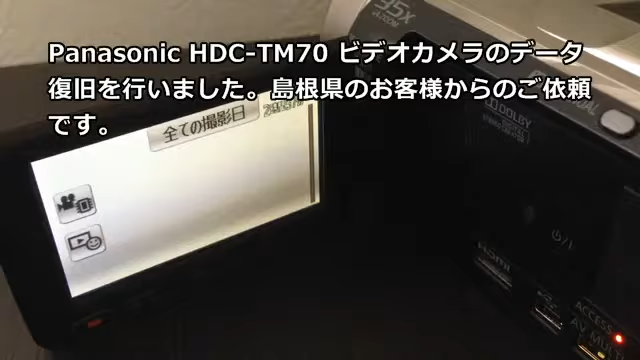 Panasonic HDC-TM70 ビデオカメラのデータ
復旧を行いました。島根県のお客様からのご依頼
です。
35x
全ての撮影日
DOLBY
HDMI
ACCESS